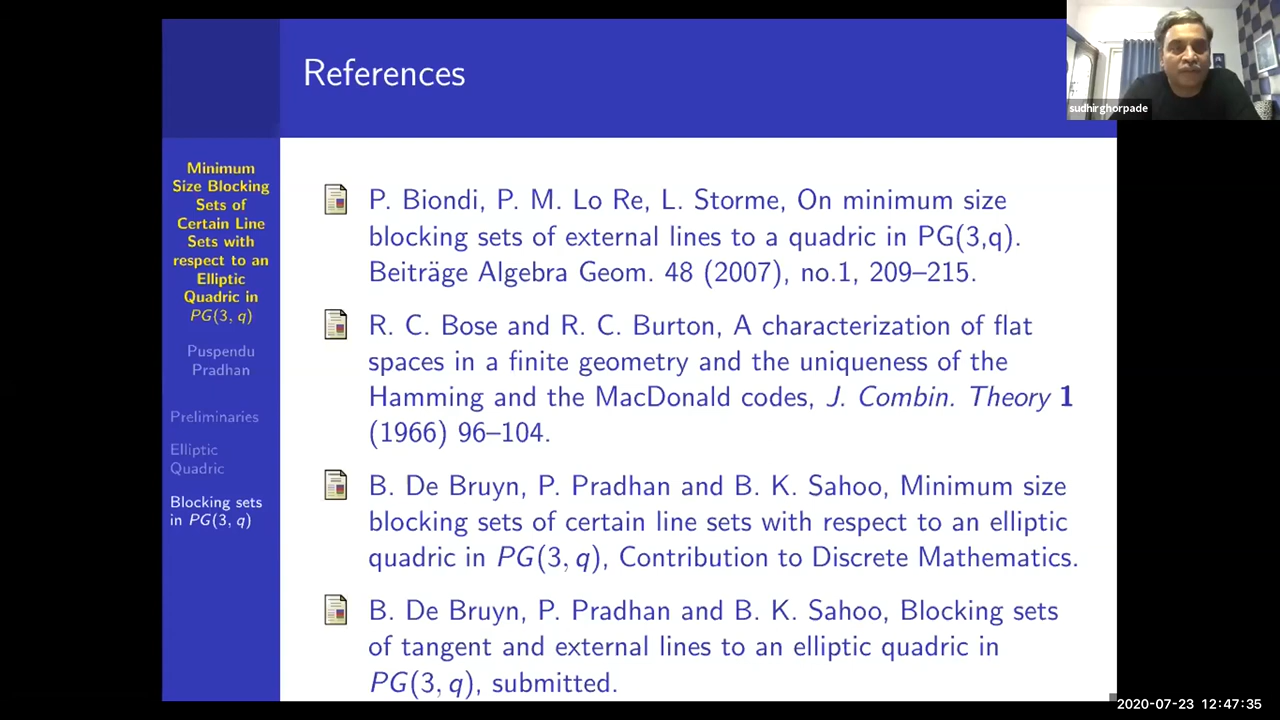 References
sudhirghorpade
Minimum
Size Blocking
Sets of
Certain Line
Sets with
respect to an
Elliptic
Quadric in
PG(3, q)
Puspendu
Pradhan
Preliminaries
Elliptic
Quadric
Blocking sets
in PG(3, q)
P. Biondi, P. M. Lo Re, L. Storme, On minimum size
blocking sets of external lines to a quadric in PG(3,q).
Beiträge Algebra Geom. 48 (2007), no.1, 209–215.
R. C. Bose and R. C. Burton, A characterization of flat
spaces in a finite geometry and the uniqueness of the
Hamming and the MacDonald codes, J. Combin. Theory 1
(1966) 96–104.
B. De Bruyn, P. Pradhan and B. K. Sahoo, Minimum size
blocking sets of certain line sets with respect to an elliptic
quadric in PG(3, q), Contribution to Discrete Mathematics.
B. De Bruyn, P. Pradhan and B. K. Sahoo, Blocking sets
of tangent and external lines to an elliptic quadric in
PG(3, q), submitted.
2020-07-23 12:47:35